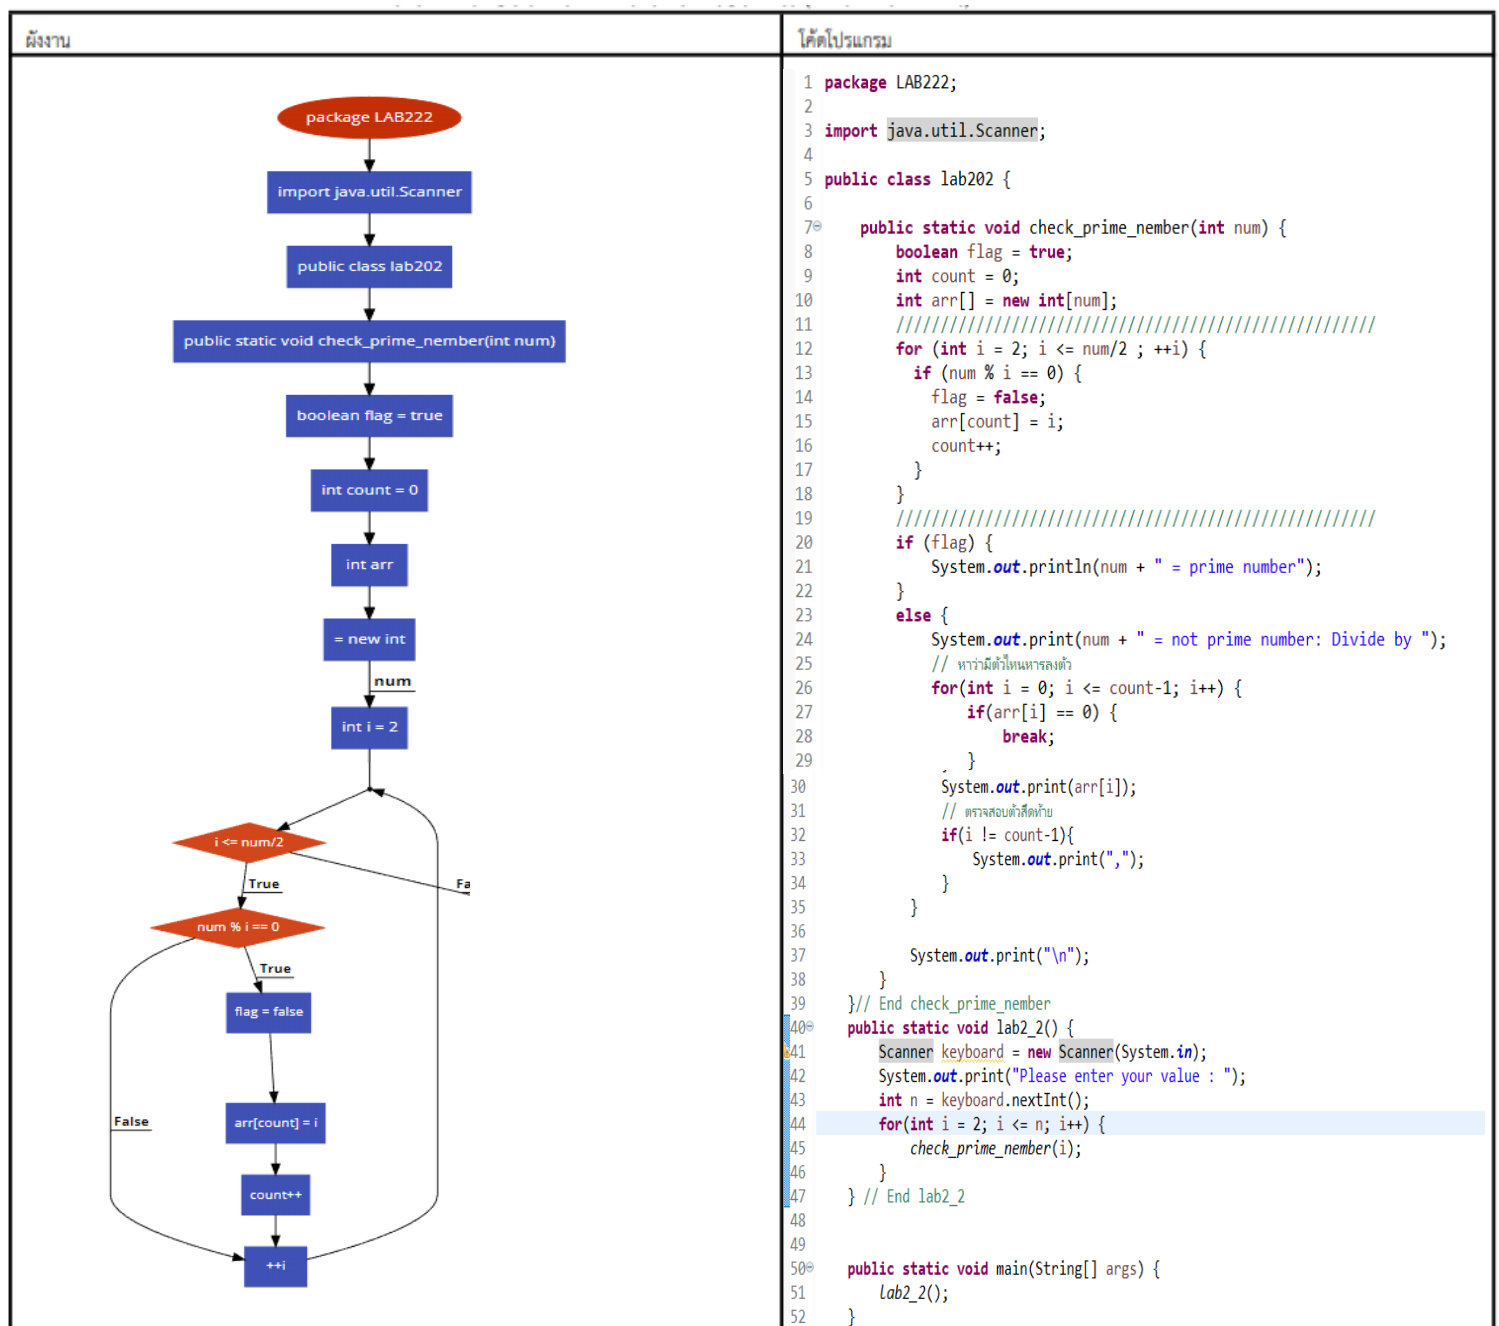 ผังงาน
โค้ดโปรแกรม
package LAB222
import java.util.Scanner
public class lab202
public static void check_prime_nember(int num)
boolean flag = true
int count = 0
int arr
= new int
num
int i = 2
i <= num/2
Fa
True
num % i == 0
True
flag = false
False
arr[count] = i
count++
++i
1 package LAB222;
2
3 import java.util.Scanner;
4
5 public class lab202 {
6
7 public static void check_prime_nember(int num) {
8 boolean flag = true;
9 int count = 0;
10 int arr[] = new int[num];
11 //////////////////////////////////////////////////////
12 for (int i = 2; i <= num/2 ; ++i) {
13 if (num % i == 0) {
14 flag = false;
15 arr[count] = i;
16 count++;
17 }
18 }
19 //////////////////////////////////////////////////////
20 if (flag) {
21 System.out.println(num + " = prime number");
22 }
23 else {
24 System.out.print(num + " = not prime number: Divide by ");
25 // หาว่ามีตัวไหนหารลงตัว
26 for(int i = 0; i <= count-1; i++) {
27 if(arr[i] == 0) {
28 break;
29 }
30 System.out.print(arr[i]);
31 // ตรวจสอบตัวสึดท้าย
32 if(i != count-1){
33 System.out.print(",");
34 }
35 }
36
37 System.out.print("\n");
38 }
39 }// End check_prime_nember
40 public static void lab2_2() {
41 Scanner keyboard = new Scanner(System.in);
42 System.out.print("Please enter your value : ");
43 int n = keyboard.nextInt();
44 for(int i = 2; i <= n; i++) {
45 check_prime_nember(i);
46 }
47 } // End lab2_2
48
49
50 public static void main(String[] args) {
51 lab2_2();
52 }